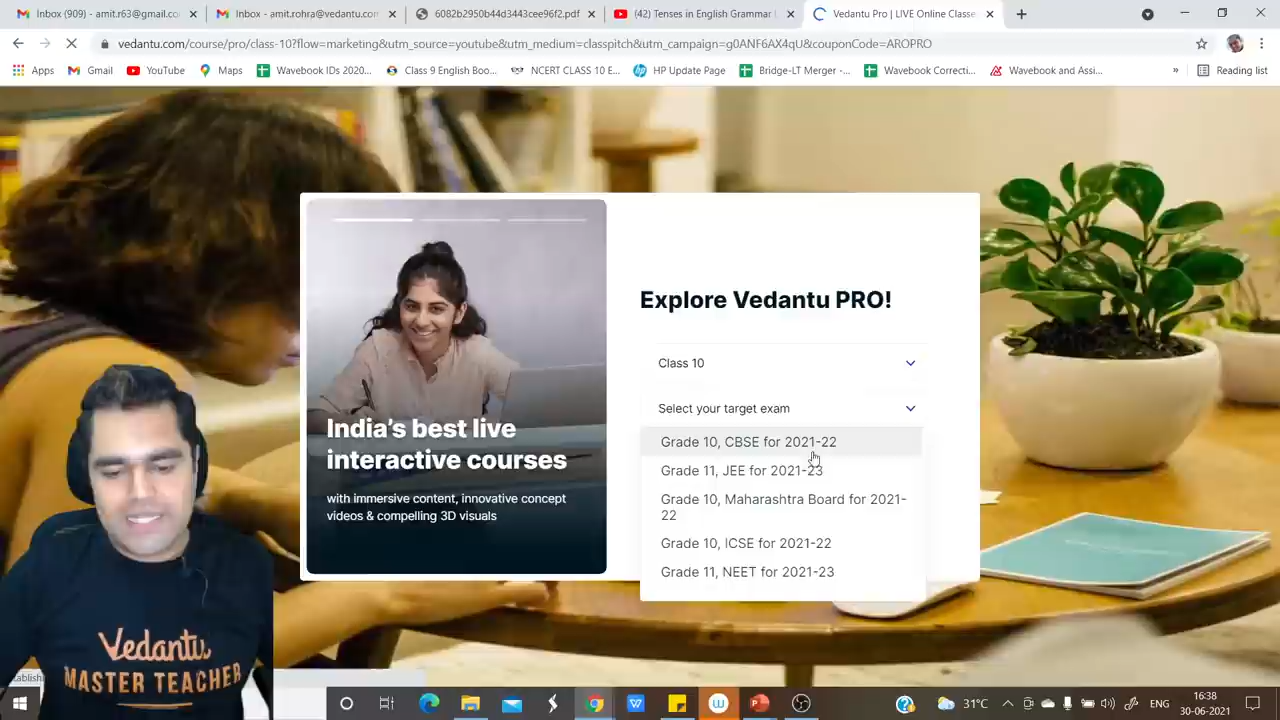 Inbox (909) - amit.r63@gmail.co
Inbox - amit.rohra@vedantu.com
6082b2950b44d3443cee96f2.pdf
(42) Tenses in English Grammar
Vedantu Pro | LIVE Online Classe
vedantu.com/course/pro/class-10?flow=marketing&utm_source=youtube&utm_medium=classpitch&utm_campaign=g0ANF6AX4qU&couponCode=AROPRO
Apps
Gmail
YouTube
Maps
Wavebook IDs 2020...
Class 9 English Boo...
NCERT CLASS 10 E...
HP Update Page
Bridge-LT Merger -...
Wavebook Correcti...
Wavebook and Assi...
»
Reading list
India's best live
interactive courses
with immersive content, innovative concept
videos & compelling 3D visuals
Explore Vedantu PRO!
Class 10
Select your target exam
Grade 10, CBSE for 2021-22
Grade 11, JEE for 2021-23
Grade 10, Maharashtra Board for 2021-
22
Grade 10, ICSE for 2021-22
Grade 11, NEET for 2021-23
Vedantu
MASTER TEACHER
31°C
ENG
16:38
30-06-2021